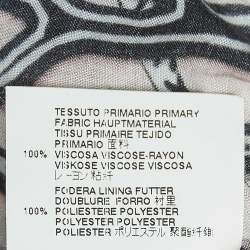 TESSUTO PRIMARIO PRIMARY
FABRIC HAUPTMATERIAL
TISSU PRIMAIRE TEJIDO
PRIMARIO 面料
100% VISCOSA VISCOSE-RAYON
VISKOSE VISCOSE VISCOSA
レーヨン 粘纤
FODERA LINING FUTTER
DOUBLURE FORRO 衬里
100% POLIESTERE POLYESTER
POLYESTER POLYESTER
POLIESTER ポリエステル 聚酯纤维